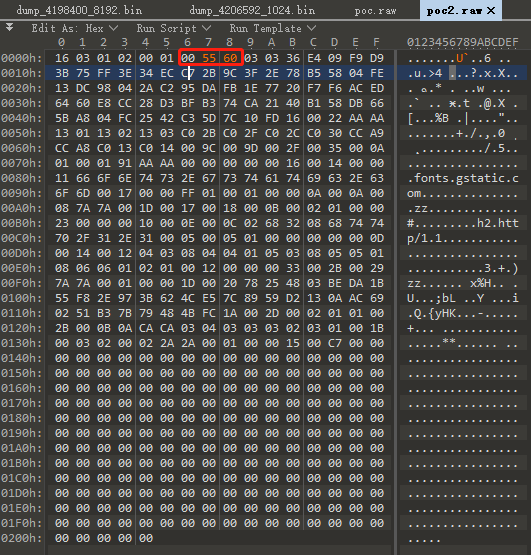 dump_4198400_8192.bin dump_4206592_1024.bin poc.raw poc2.raw ×
Edit As: Hex Run Script Run Template
0 1 2 3 4 5 6 7 8 9 A B C D E F 0123456789ABCDEF
0000h: 16 03 01 02 00 01 00 55 60 03 03 36 E4 09 F9 D9 .......U`..6....
0010h: 3B 75 FF 3E 34 EC C7 2B 9C 3F 2E 78 B5 58 04 FE
0020h: 13 DC 98 04 2A C2 95 DA FB 1E 77 20 F7 F6 AC ED
0030h: 64 60 E8 CC 28 D3 BF B3 74 CA 21 40 B1 58 DB 66
0040h: 5B A8 04 FC 25 42 C3 5D 7C 10 FD 16 00 22 AA AA
0050h: 13 01 13 02 13 03 C0 2B C0 2F C0 2C C0 30 CC A9
0060h: CC A8 C0 13 C0 14 00 9C 00 9D 00 2F 00 35 00 0A
0070h: 01 00 01 91 AA AA 00 00 00 00 00 16 00 14 00 00
0080h: 11 66 6F 6E 74 73 2E 67 73 74 61 74 69 63 2E 63 .fonts.gstatic.c
0090h: 6F 6D 00 17 00 00 FF 01 00 01 00 00 0A 00 0A 00 om..............
00A0h: 08 7A 7A 00 1D 00 17 00 18 00 0B 00 02 01 00 00 .zz.............
00B0h: 23 00 00 00 10 00 0E 00 0C 02 68 32 08 68 74 74 #.........h2.htt
00C0h: 70 2F 31 2E 31 00 05 00 05 01 00 00 00 00 00 0D p/1.1...........
00D0h: 00 14 00 12 04 03 08 04 04 01 05 03 08 05 05 01 ................
00E0h: 08 06 06 01 02 01 00 12 00 00 00 33 00 2B 00 29 ...........3.+.)
00F0h: 7A 7A 00 01 00 00 1D 00 20 78 25 48 03 BE DA 1B
0100h: 55 F8 2E 97 3B 62 4C E5 7C 89 59 D2 13 0A AC 69
0110h: 02 51 B3 7B 79 48 4B FC 1A 00 2D 00 02 01 01 00
0120h: 2B 00 0B 0A CA CA 03 04 03 03 03 02 03 01 00 1B +...............
0130h: 00 03 02 00 02 2A 2A 00 01 00 00 15 00 C7 00 00 .....**.........
0140h: 00 00 00 00 00 00 00 00 00 00 00 00 00 00 00 00 ................
0150h: 00 00 00 00 00 00 00 00 00 00 00 00 00 00 00 00 ................
0160h: 00 00 00 00 00 00 00 00 00 00 00 00 00 00 00 00 ................
0170h: 00 00 00 00 00 00 00 00 00 00 00 00 00 00 00 00 ................
0180h: 00 00 00 00 00 00 00 00 00 00 00 00 00 00 00 00 ................
0190h: 00 00 00 00 00 00 00 00 00 00 00 00 00 00 00 00 ................
01A0h: 00 00 00 00 00 00 00 00 00 00 00 00 00 00 00 00 ................
01B0h: 00 00 00 00 00 00 00 00 00 00 00 00 00 00 00 00 ................
01C0h: 00 00 00 00 00 00 00 00 00 00 00 00 00 00 00 00 ................
01D0h: 00 00 00 00 00 00 00 00 00 00 00 00 00 00 00 00 ................
01E0h: 00 00 00 00 00 00 00 00 00 00 00 00 00 00 00 00 ................
01F0h: 00 00 00 00 00 00 00 00 00 00 00 00 00 00 00 00 ................
0200h: 00 00 00 00 00 .....